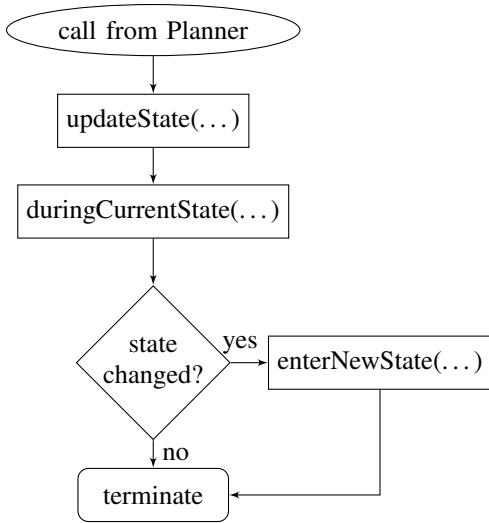 call from Planner
updateState(...)
duringCurrentState(...)
state
changed?
yes
enterNewState(...)
no
terminate